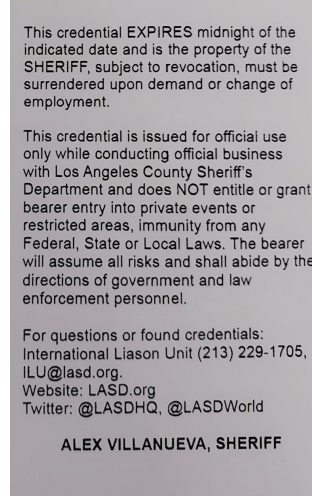 This credential EXPIRES midnight of the
indicated date and is the property of the
SHERIFF, subject to revocation, must be
surrendered upon demand or change of
employment.
This credential is issued for official use
only while conducting official business
with Los Angeles County Sheriff's
Department and does NOT entitle or grant
bearer entry into private events or
restricted areas, immunity from any
Federal, State or Local Laws. The bearer
will assume all risks and shall abide by the
directions of government and law
enforcement personnel.
For questions or found credentials:
International Liason Unit (213) 229-1705,
ILU@lasd.org.
Website: LASD.org
Twitter: @LASDHQ, @LASDWorld
ALEX VILLANUEVA, SHERIFF